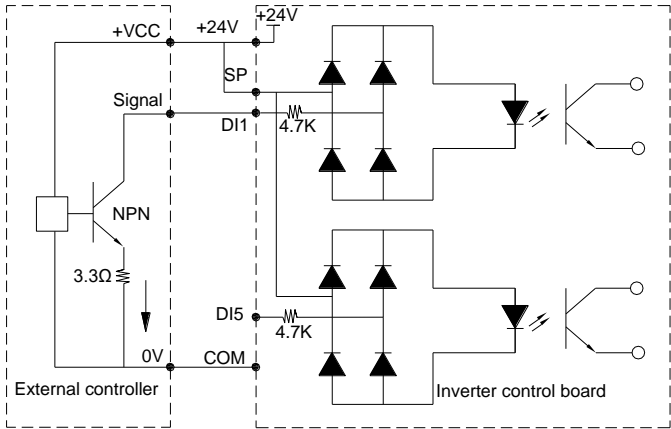 +VCC
+24V
+24V
SP
Signal
DI1
4.7K
NPN
3.3Ω
DI5
4.7K
0V
COM
External controller
Inverter control board